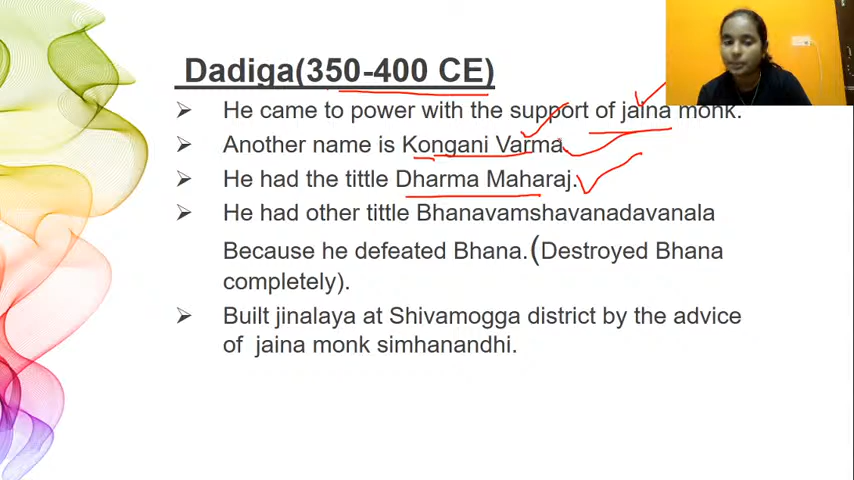 Dadiga(350-400 CE)
➢ He came to power with the support of jaina monk.
➢ Another name is Kongani Varma
➢ He had the tittle Dharma Maharaj.
➢ He had other tittle Bhanavamshavanadavanala
Because he defeated Bhana.(Destroyed Bhana
completely).
➢ Built jinalaya at Shivamogga district by the advice
of jaina monk simhanandhi.